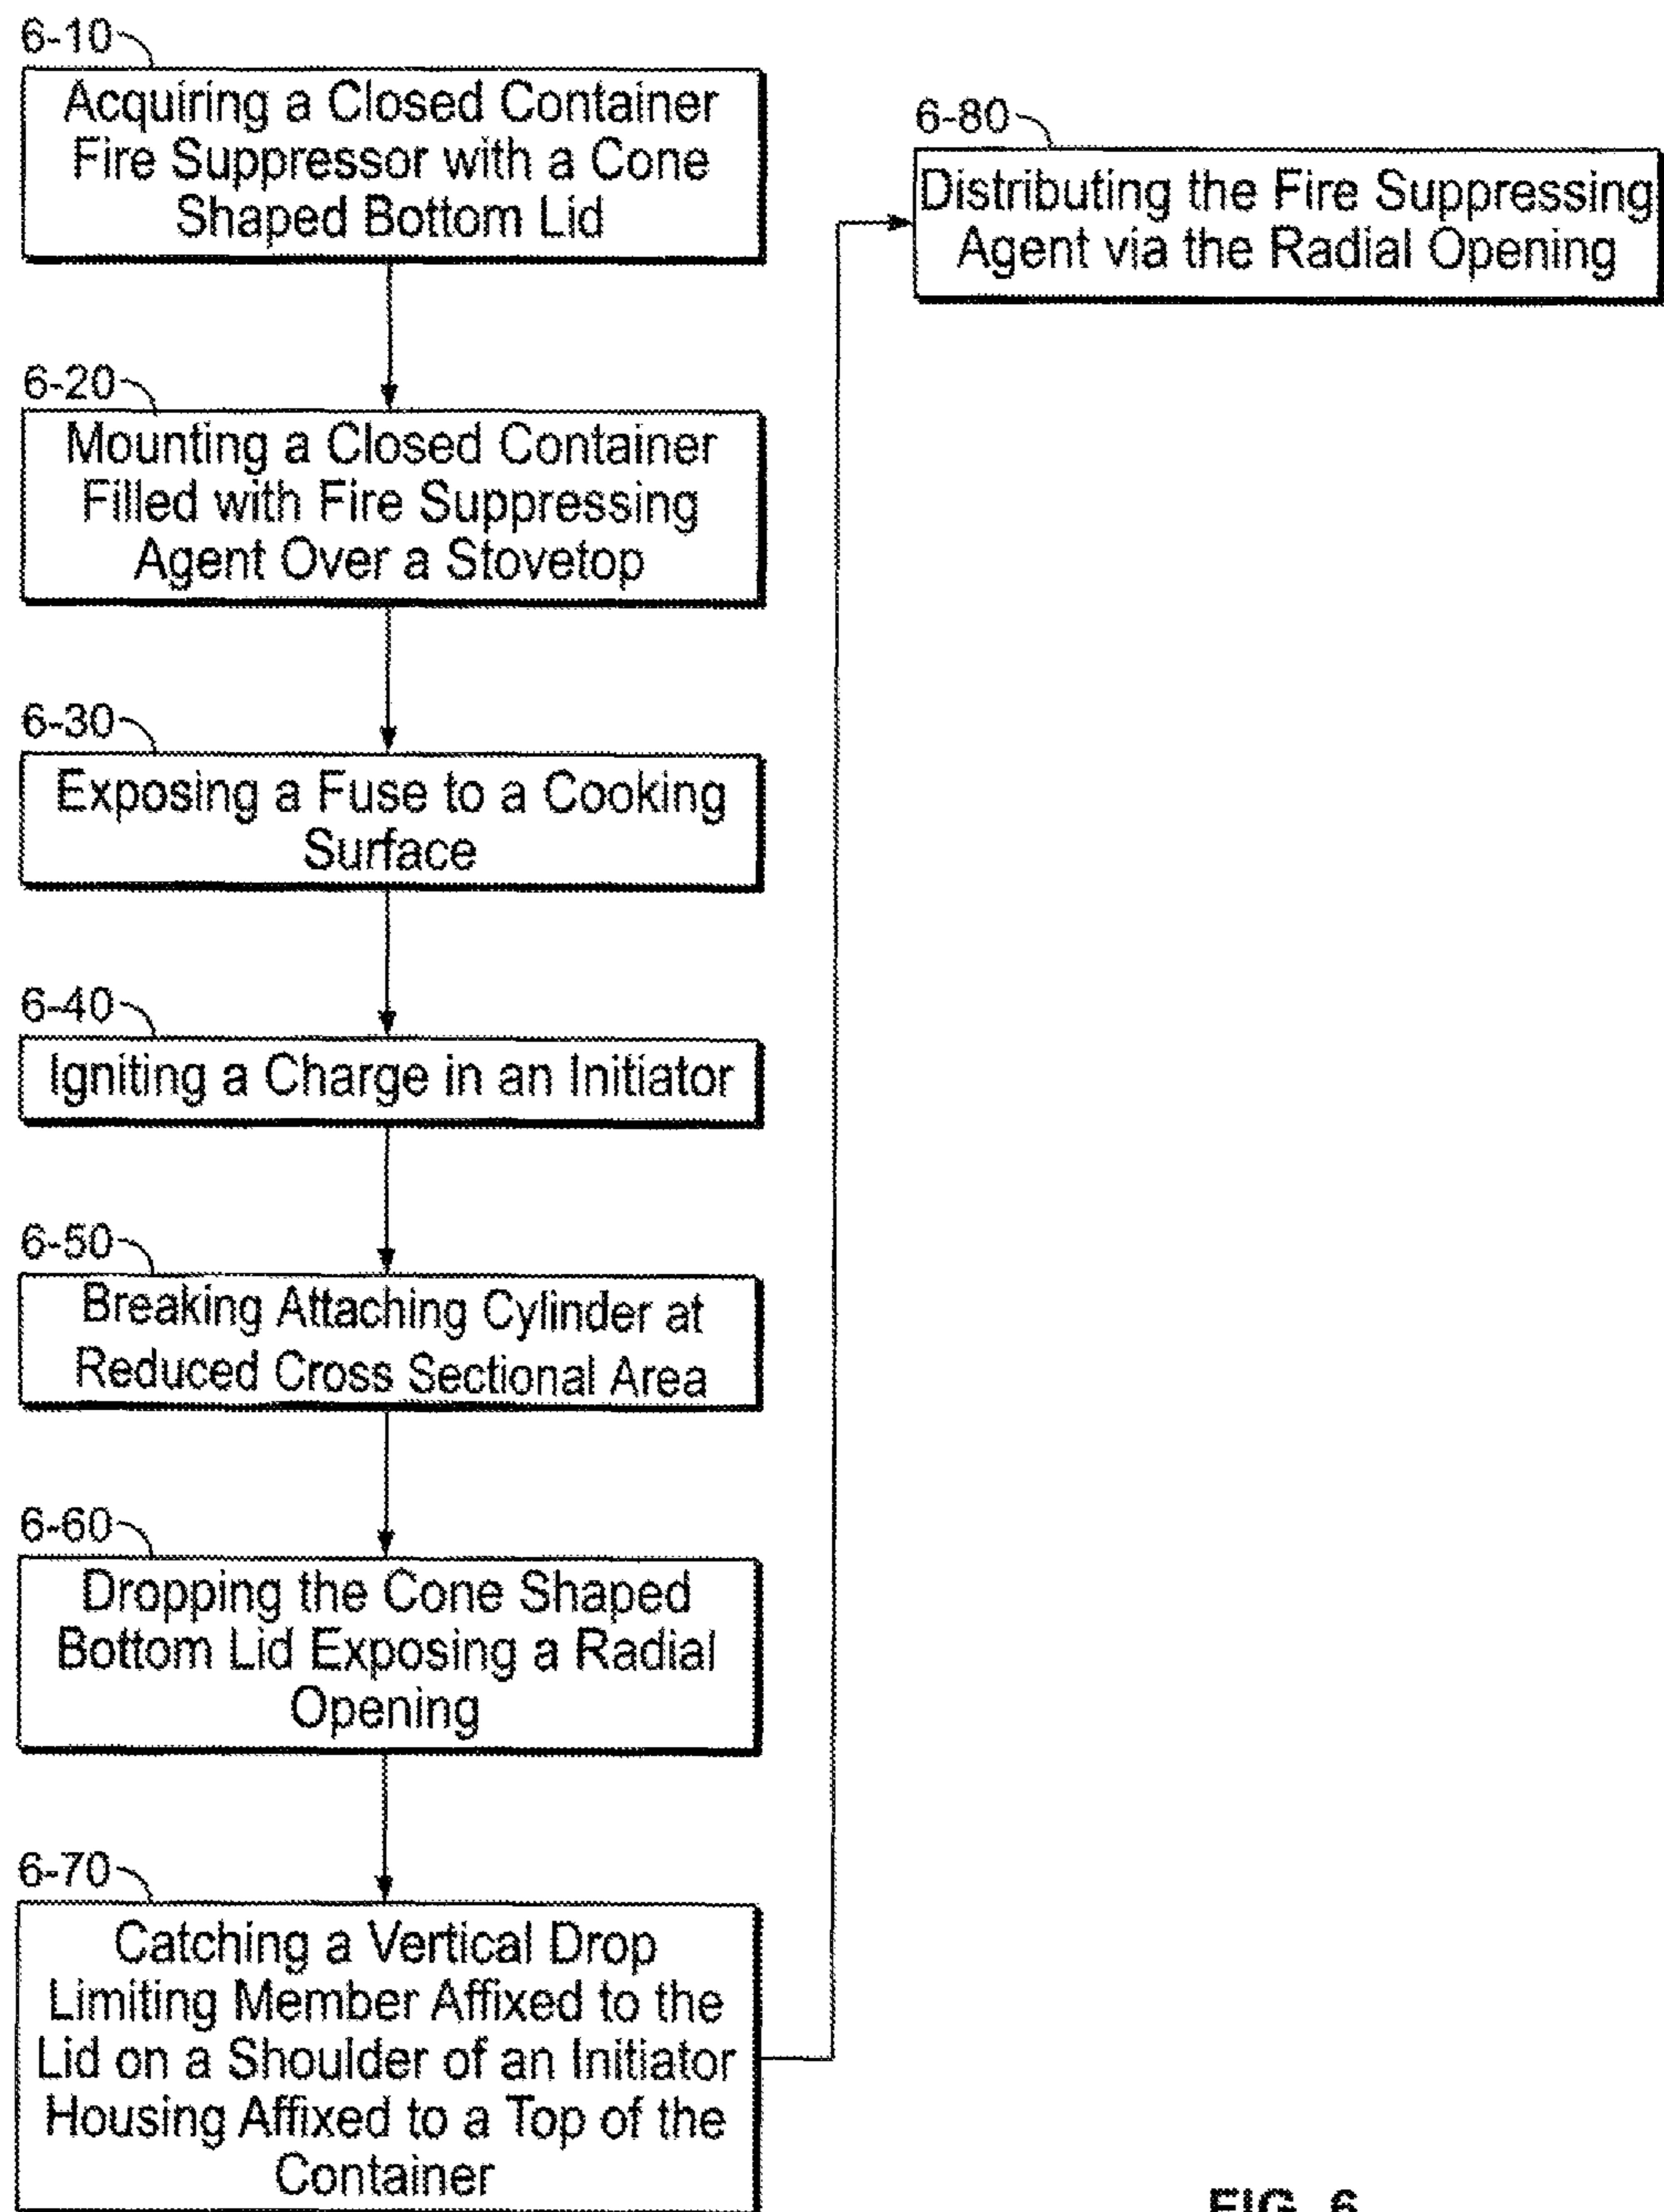 6-10
Acquiring a Closed Container
Fire Suppressor with a Cone
Shaped Bottom Lid
6-20
Mounting a Closed Container
Filled with Fire Suppressing
Agent Over a Stovetop
6-30
Exposing a Fuse to a Cooking
Surface
6-40
Igniting a Charge in an Initiator
6-50
Breaking Attaching Cylinder at
Reduced Cross Sectional Area
6-60
Dropping the Cone Shaped
Bottom Lid Exposing a Radial
Opening
6-70
Catching a Vertical Drop
Limiting Member Affixed to the
Lid on a Shoulder of an Initiator
Housing Affixed to a Top of the
Container
6-80
Distributing the Fire Suppressing
Agent via the Radial Opening
FIG. 6